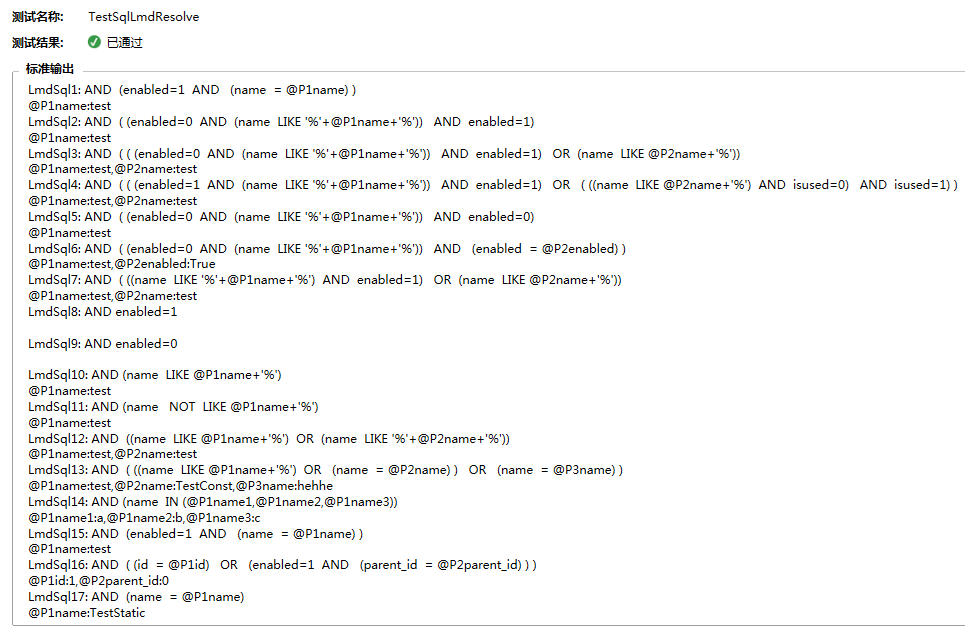 测试名称: TestSqlLmdResolve
测试结果: 已通过
标准输出
LmdSql1: AND (enabled=1 AND (name = @P1name) )
@P1name:test
LmdSql2: AND ( (enabled=0 AND (name LIKE '%'+@P1name+'%')) AND enabled=1)
@P1name:test
LmdSql3: AND ( ( (enabled=0 AND (name LIKE '%'+@P1name+'%')) AND enabled=1) OR (name LIKE @P2name+'%'))
@P1name:test,@P2name:test
LmdSql4: AND ( ( (enabled=1 AND (name LIKE '%'+@P1name+'%')) AND enabled=1) OR ( ((name LIKE @P2name+'%') AND isused=0) AND isused=1) )
@P1name:test,@P2name:test
LmdSql5: AND ( (enabled=0 AND (name LIKE '%'+@P1name+'%')) AND enabled=0)
@P1name:test
LmdSql6: AND ( (enabled=0 AND (name LIKE '%'+@P1name+'%')) AND (enabled = @P2enabled) )
@P1name:test,@P2enabled:True
LmdSql7: AND ( ((name LIKE '%'+@P1name+'%') AND enabled=1) OR (name LIKE @P2name+'%'))
@P1name:test,@P2name:test
LmdSql8: AND enabled=1
LmdSql9: AND enabled=0
LmdSql10: AND (name LIKE @P1name+'%')
@P1name:test
LmdSql11: AND (name NOT LIKE @P1name+'%')
@P1name:test
LmdSql12: AND ((name LIKE @P1name+'%') OR (name LIKE '%'+@P2name+'%'))
@P1name:test,@P2name:test
LmdSql13: AND ( ((name LIKE @P1name+'%') OR (name = @P2name) ) OR (name = @P3name) )
@P1name:test,@P2name:TestConst,@P3name:hehhe
LmdSql14: AND (name IN (@P1name1,@P1name2,@P1name3))
@P1name1:a,@P1name2:b,@P1name3:c
LmdSql15: AND (enabled=1 AND (name = @P1name) )
@P1name:test
LmdSql16: AND ( (id = @P1id) OR (enabled=1 AND (parent_id = @P2parent_id) ) )
@P1id:1,@P2parent_id:0
LmdSql17: AND (name = @P1name)
@P1name:TestStatic